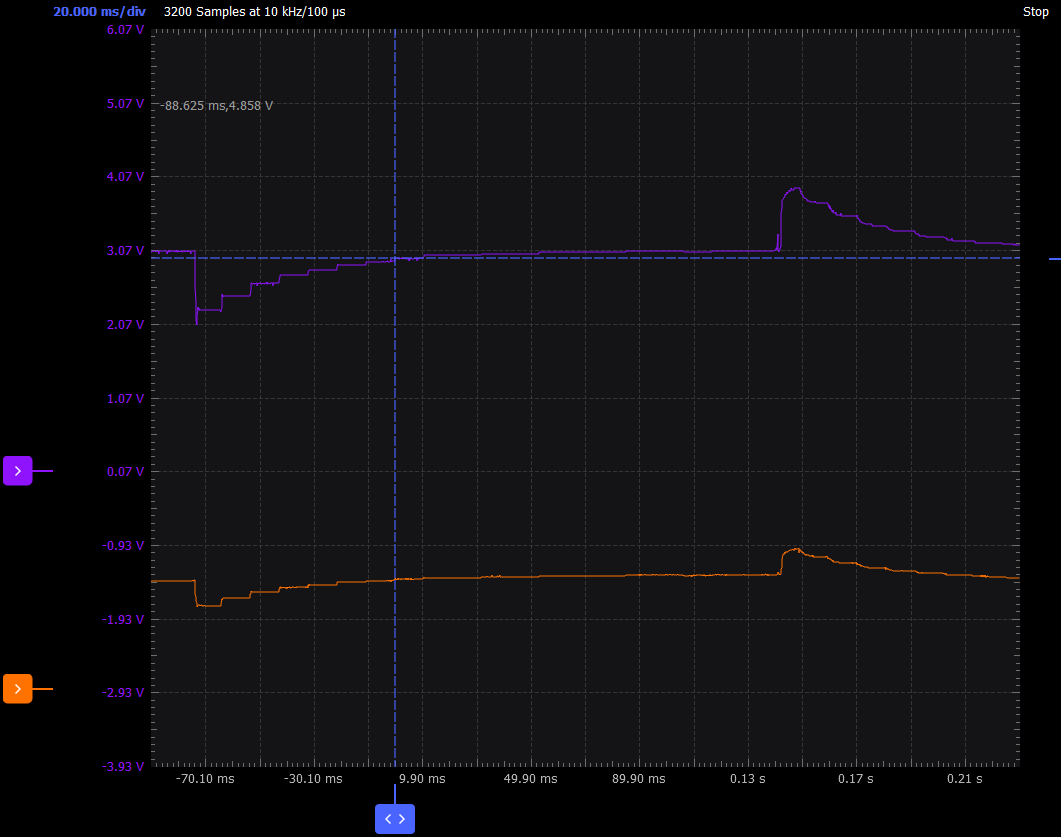 20.000 ms/div 3200 Samples at 10 kHz/100 µs Stop
6.07 V
5.07 V
-88.625 ms,4.858 V
4.07 V
3.07 V
2.07 V
1.07 V
0.07 V
-0.93 V
-1.93 V
-2.93 V
-3.93 V
-70.10 ms -30.10 ms 9.90 ms 49.90 ms 89.90 ms 0.13 s 0.17 s 0.21 s